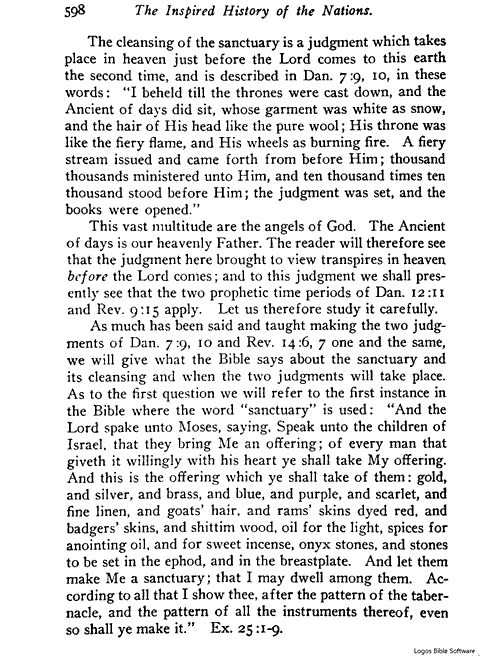 598 The Inspired History of the Nations.
The cleansing of the sanctuary is a judgment which takes
place in heaven just before the Lord comes to this earth
the second time, and is described in Dan. 7:9, 10, in these
words: "I beheld till the thrones were cast down, and the
Ancient of days did sit, whose garment was white as snow,
and the hair of His head like the pure wool; His throne was
like the fiery flame, and His wheels as burning fire. A fiery
stream issued and came forth from before Him; thousand
thousands ministered unto Him, and ten thousand times ten
thousand stood before Him; the judgment was set, and the
books were opened."
This vast multitude are the angels of God. The Ancient
of days is our heavenly Father. The reader will therefore see
that the judgment here brought to view transpires in heaven
before the Lord comes; and to this judgment we shall pres-
ently see that the two prophetic time periods of Dan. 12:11
and Rev. 9:15 apply. Let us therefore study it carefully.
As much has been said and taught making the two judg-
ments of Dan. 7:9, 10 and Rev. 14:6, 7 one and the same,
we will give what the Bible says about the sanctuary and
its cleansing and when the two judgments will take place.
As to the first question we will refer to the first instance in
the Bible where the word "sanctuary" is used: "And the
Lord spake unto Moses, saying, Speak unto the children of
Israel, that they bring Me an offering; of every man that
giveth it willingly with his heart ye shall take My offering.
And this is the offering which ye shall take of them: gold,
and silver, and brass, and blue, and purple, and scarlet, and
fine linen, and goats' hair, and rams' skins dyed red, and
badgers' skins, and shittim wood, oil for the light, spices for
anointing oil, and for sweet incense, onyx stones, and stones
to be set in the ephod, and in the breastplate. And let them
make Me a sanctuary; that I may dwell among them. Ac-
cording to all that I show thee, after the pattern of the taber-
nacle, and the pattern of all the instruments thereof, even
so shall ye make it." Ex. 25:1-9.
Logos Bible Software